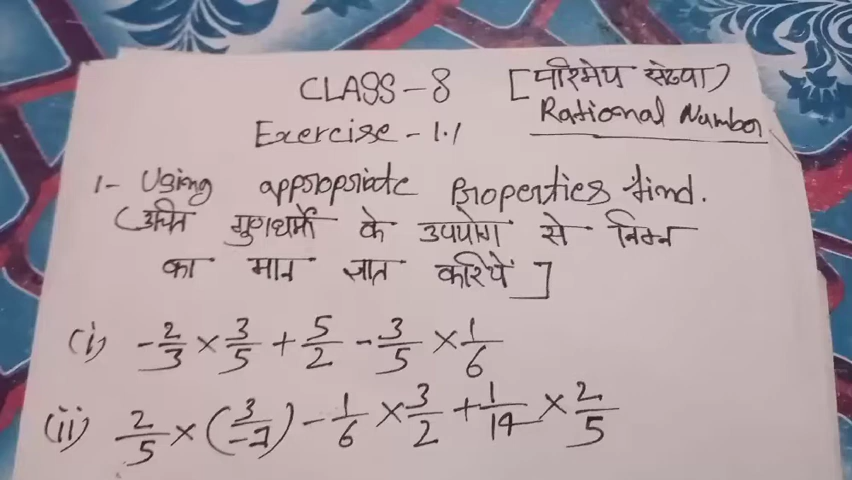 CLASS-8 [परिमेय संख्या)
Exercise-1.1 Rational Number
1- Using appropriate Properties find.
(उचित गुणधर्मो के उपयोग से निम्न
का मान ज्ञात करियें]
(i) -2/3 × 3/5 + 5/2 - 3/5 × 1/6
(ii) 2/5 × (3/-7) - 1/6 × 3/2 + 1/14 × 2/5